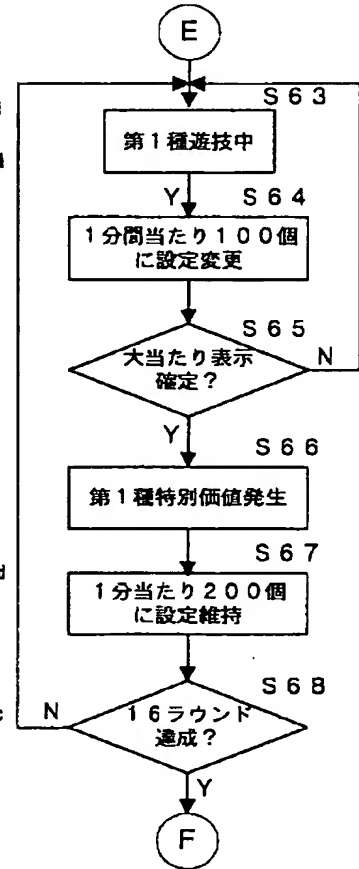 E
S63
第1種遊技中
Y
S64
1分間当たり100個
に設定変更
S65
大当たり表示
確定?
N
Y
S66
第1種特別価値発生
S67
1分当たり200個
に設定維持
S68
16ラウンド
達成?
N
Y
F